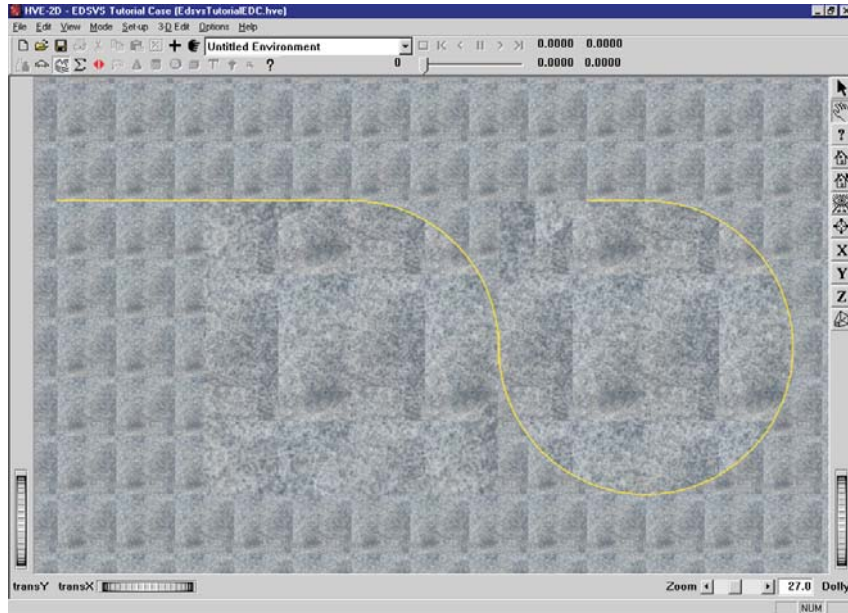 HVE-2D - EDSVS Tutorial Case (EdsvsTutorialEDC.hve)
File Edit View Mode Set-up 3-D Edit Options Help
Untitled Environment 0.0000 0.0000
? 0 0.0000 0.0000
?
X
Y
Z
transY transX Zoom 27.0 Dolly
NUM